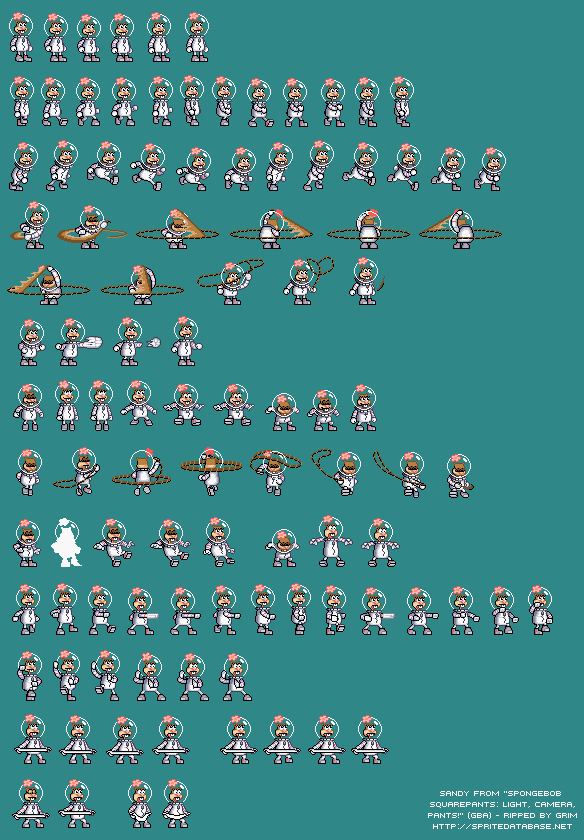 SANDY FROM "SPONGEBOB
SQUAREPANTS: LIGHT, CAMERA,
PANTS!" (GBA) - RIPPED BY GRIM
HTTP://SPRITEDATABASE.NET